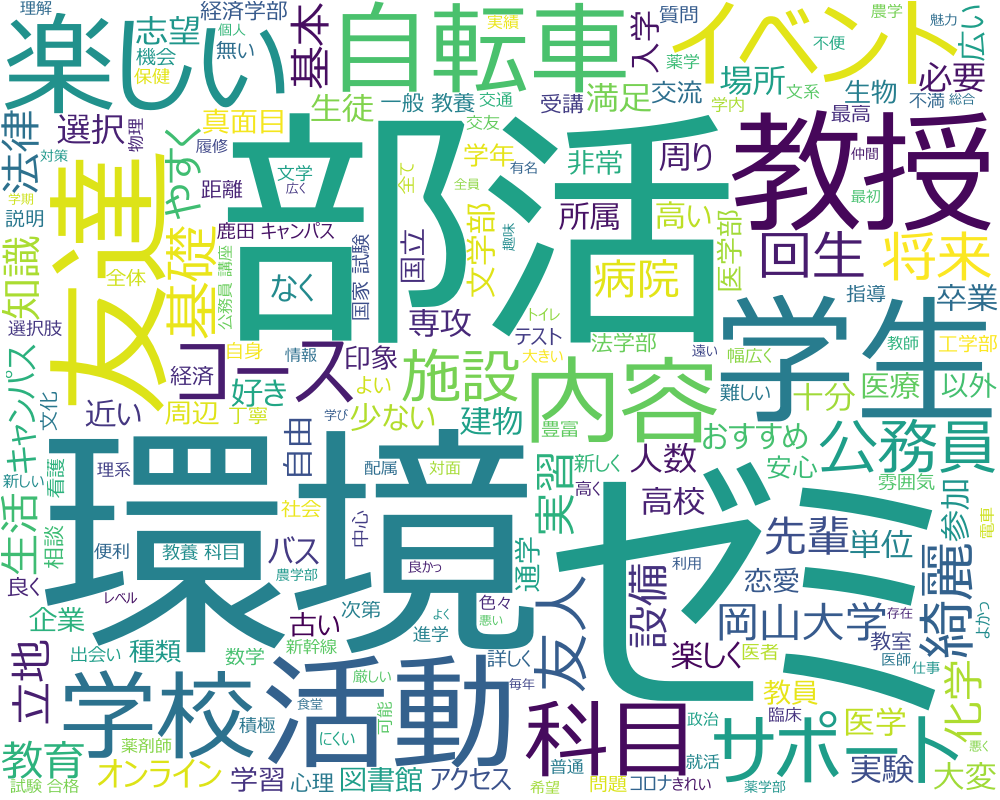 理解
楽しい
志望
経済学部
個人
機会
無い
保健
基本
自転車
実績
入学
質問
イベント
農学
魅力
不便
広い
薬学
場所
必要
文系
生徒
一般 教養
交通
受講
満足
交流
学内
生物
不満
総合
法律
選択
物理
真面目
対策
履修
部活
交友
有名
学年
非常
周り
最高
教授
仲間
最初
友達
やすく
説明
学期
距離
文学
広く
全て
全員
知識
全体
基礎
鹿田 キャンパス
公務員 講座
なく
国家 試験
国立
文学部
趣味
所属
高い
医学部
病院
回生
将来
指導
卒業
選択肢
専攻
トイレ
テスト
大きい
法学部
遠い
幅広く
教師
工学部
キャンパス
文化
コース
自身
経済
情報
好き
印象
よい
施設
内容
学生
難しい
医療
以外
近い
周辺
丁寧
学び
少ない
建物
豊富
十分
おすすめ
公務員
新しい
看護
理系
自由
配属
対面
実習
新しく
人数
安心
雰囲気
生活
相談
環境
社会
中心
高く
高校
参加
電車
便利
教養 科目
バス
通学
ゼミ
先輩
単位
良く
レベル
農学部
良かっ
利用
恋愛
綺麗
企業
次第
色々
悪い
よく
古い
進学
友人
設備
岡山大学
教室
存在
よかっ
出会い
種類
数学
新幹線
詳しく
楽しく
医者
医師
仕事
立地
学校
活動
積極
厳しい
毎年
食堂
可能
科目
政治
教員
臨床
医学
化学
教育
薬剤師
にくい
サポート
悪く
オンライン
学習
心理
図書館
アクセス
普通
就活
実験
大変
試験 合格
希望
問題
コロナ
きれい
薬学部